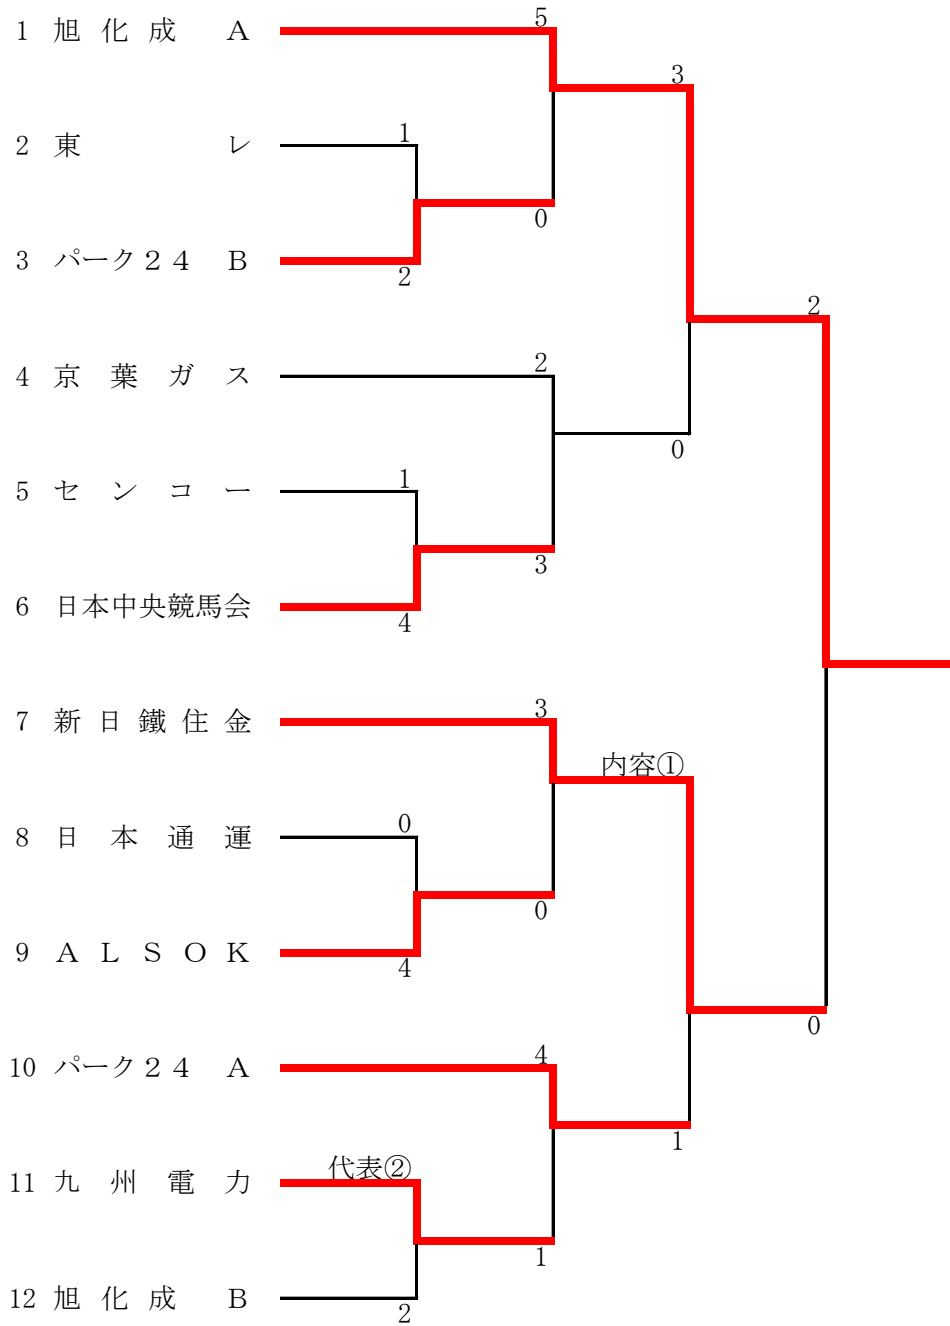 1 旭化成 A
5
3
2 東レ
1
0
3 パーク24 B
2
2
4 京葉ガス
2
0
5 センコー
1
3
6 日本中央競馬会
4
7 新日鐵住金
3
内容①
8 日本通運
0
0
9 ALSOK
4
0
10 パーク24 A
4
1
11 九州電力
代表②
1
12 旭化成 B
2